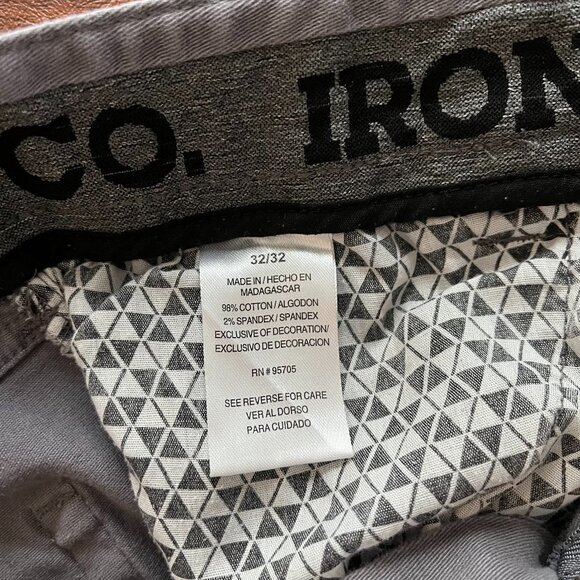 CO. IRON
32/32
MADE IN / HECHO EN
MADAGASCAR
98% COTTON / ALGODON
2% SPANDEX / SPANDEX
EXCLUSIVE OF DECORATION/
EXCLUSIVO DE DECORACION
RN # 95705
SEE REVERSE FOR CARE
VER AL DORSO
PARA CUIDADO